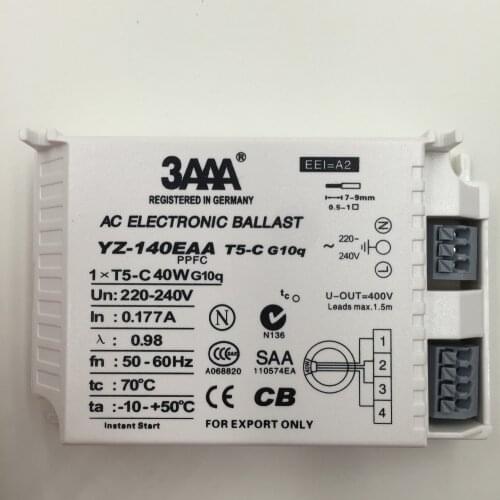 3AAA®
REGISTERED IN GERMANY
EEI=A2
7-9mm
0.5-1□
AC ELECTRONIC BALLAST
YZ-140EAA T5-C G10q
PPFC
1×T5-C 40W G10q
N
~ 220-240V
L
Un: 220-240V
In : 0.177A
λ : 0.98
fn : 50-60Hz
tc : 70°C
ta : -10-+50°C
Instant Start
N
N136
tc
U-OUT=400V
Leads max.1.5m
CCC
A068820
SAA
110574EA
CE
CB
FOR EXPORT ONLY
1
2
3
4